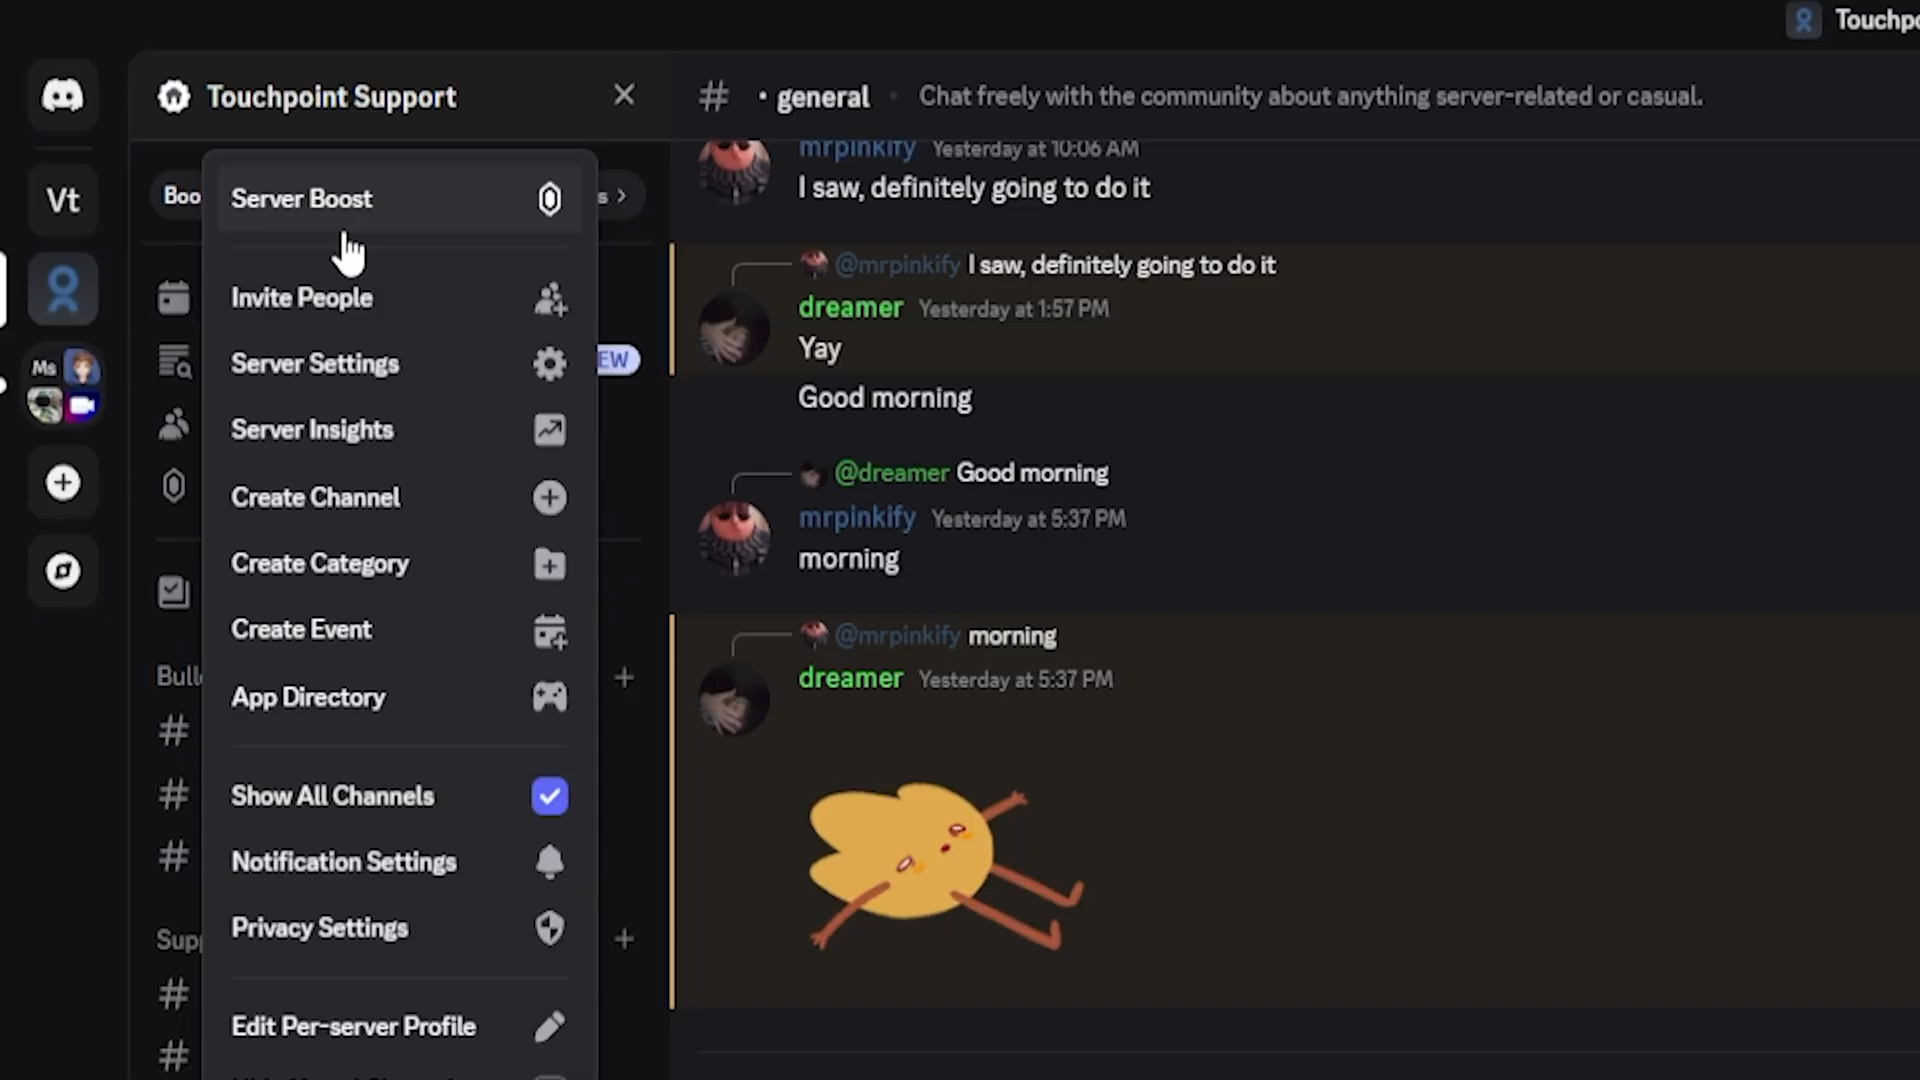 Touchpo
Touchpoint Support
• general
Chat freely with the community about anything server-related or casual.
Vt
Ms
Boo
s
Server Boost
Invite People
Server Settings
EW
Server Insights
Create Channel
Create Category
Create Event
App Directory
Bull
Show All Channels
Notification Settings
Privacy Settings
Supp
Edit Per-server Profile
mrpinkify Yesterday at 10:06 AM
I saw, definitely going to do it
@mrpinkify I saw, definitely going to do it
dreamer Yesterday at 1:57 PM
Yay
Good morning
@dreamer Good morning
mrpinkify Yesterday at 5:37 PM
morning
@mrpinkify morning
dreamer Yesterday at 5:37 PM